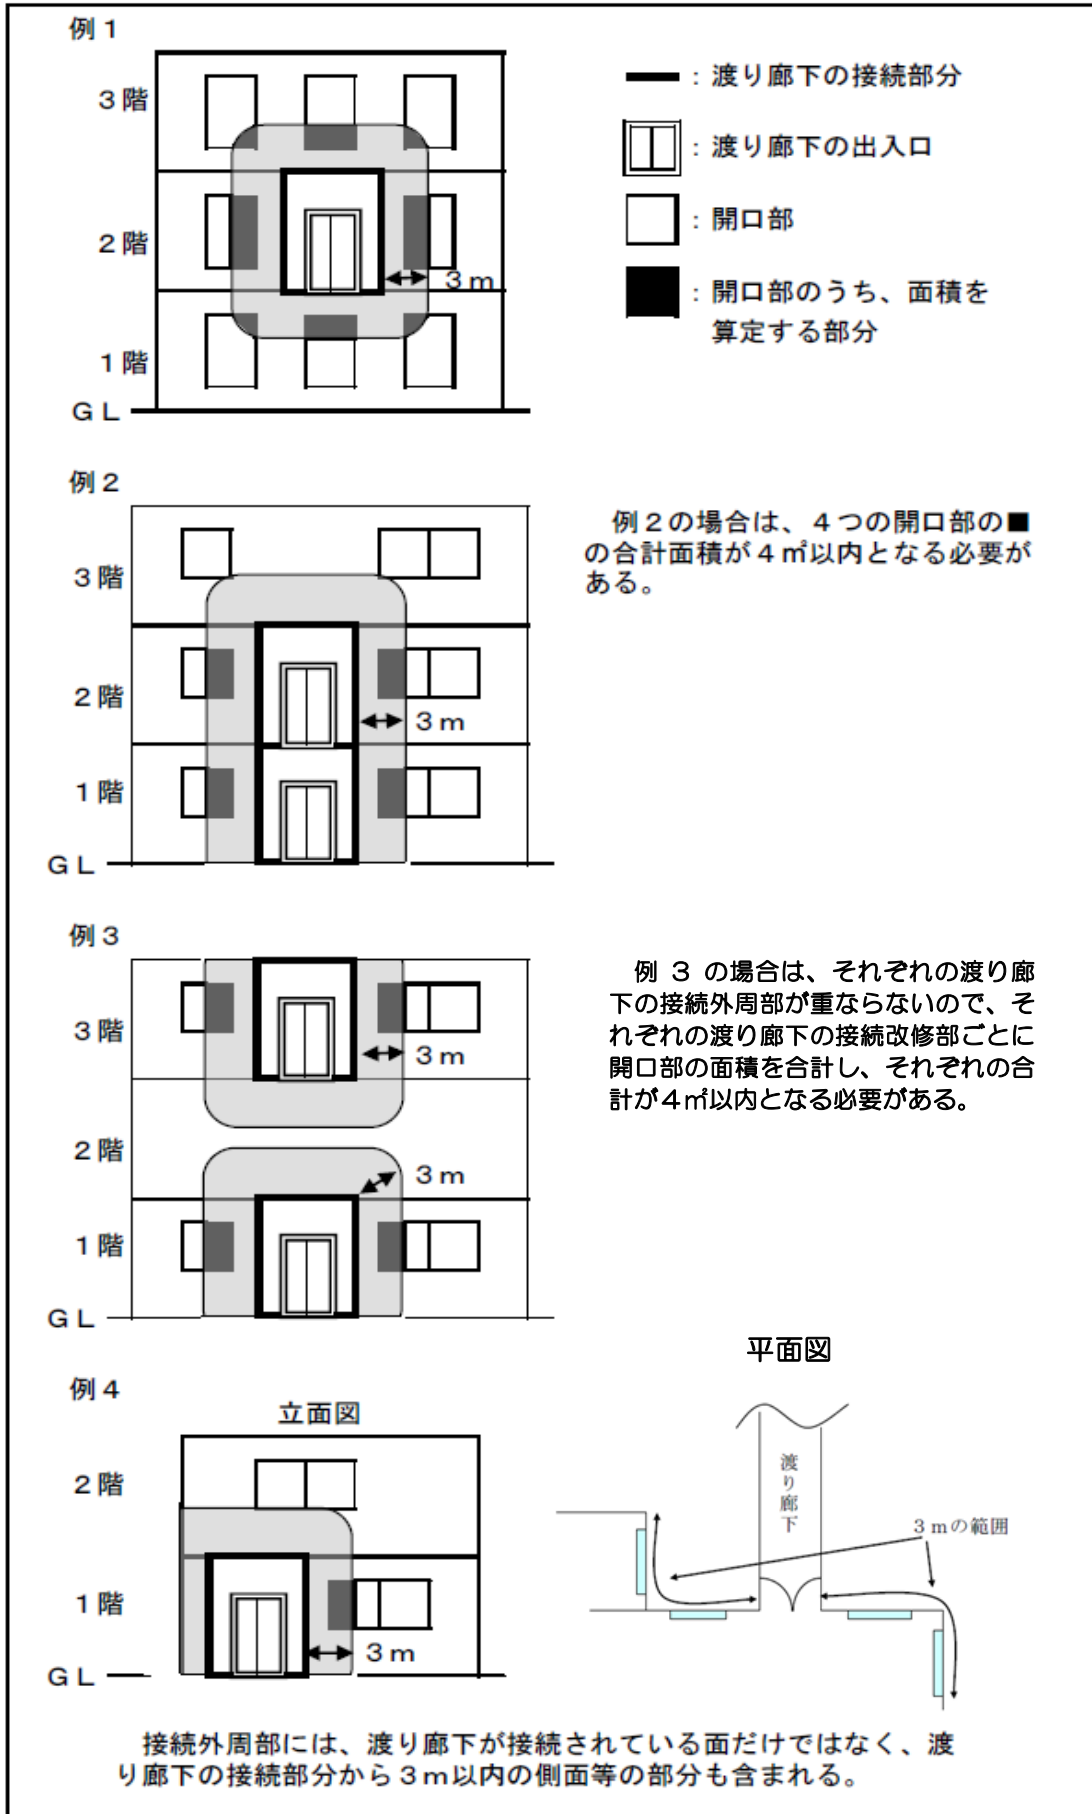 例１
３階
２階
１階
ＧＬ
３ｍ
：渡り廊下の接続部分
：渡り廊下の出入口
：開口部
：開口部のうち、面積を
算定する部分
例２
３階
２階
１階
ＧＬ
３ｍ
例２の場合は、４つの開口部の■
の合計面積が４㎡以内となる必要が
ある。
例３
３階
２階
１階
ＧＬ
３ｍ
３ｍ
例 ３ の場合は、それぞれの渡り廊
下の接続外周部が重ならないので、そ
れぞれの渡り廊下の接続改修部ごとに
開口部の面積を合計し、それぞれの合
計が４㎡以内となる必要がある。
例４
立面図
２階
１階
ＧＬ
３ｍ
平面図
渡り廊下
３ｍの範囲
接続外周部には、渡り廊下が接続されている面だけではなく、渡
り廊下の接続部分から３ｍ以内の側面等の部分も含まれる。